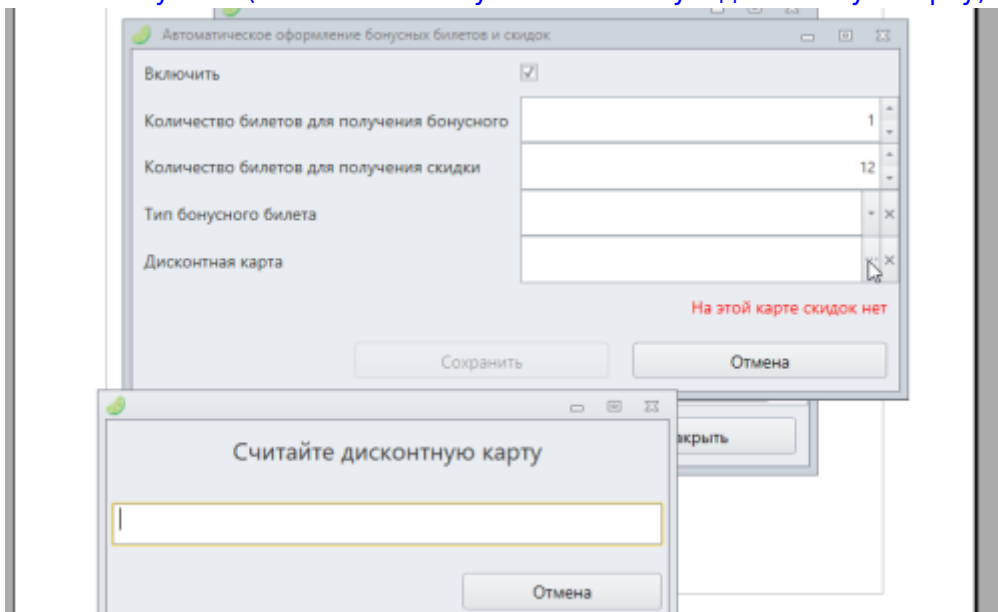 Автоматическое оформление бонусных билетов и скидок
Включить
Количество билетов для получения бонусного
1
Количество билетов для получения скидки
12
Тип бонусного билета
Дисконтная карта
На этой карте скидок нет
Сохранить
Отмена
акрыть
Считайте дисконтную карту
Отмена